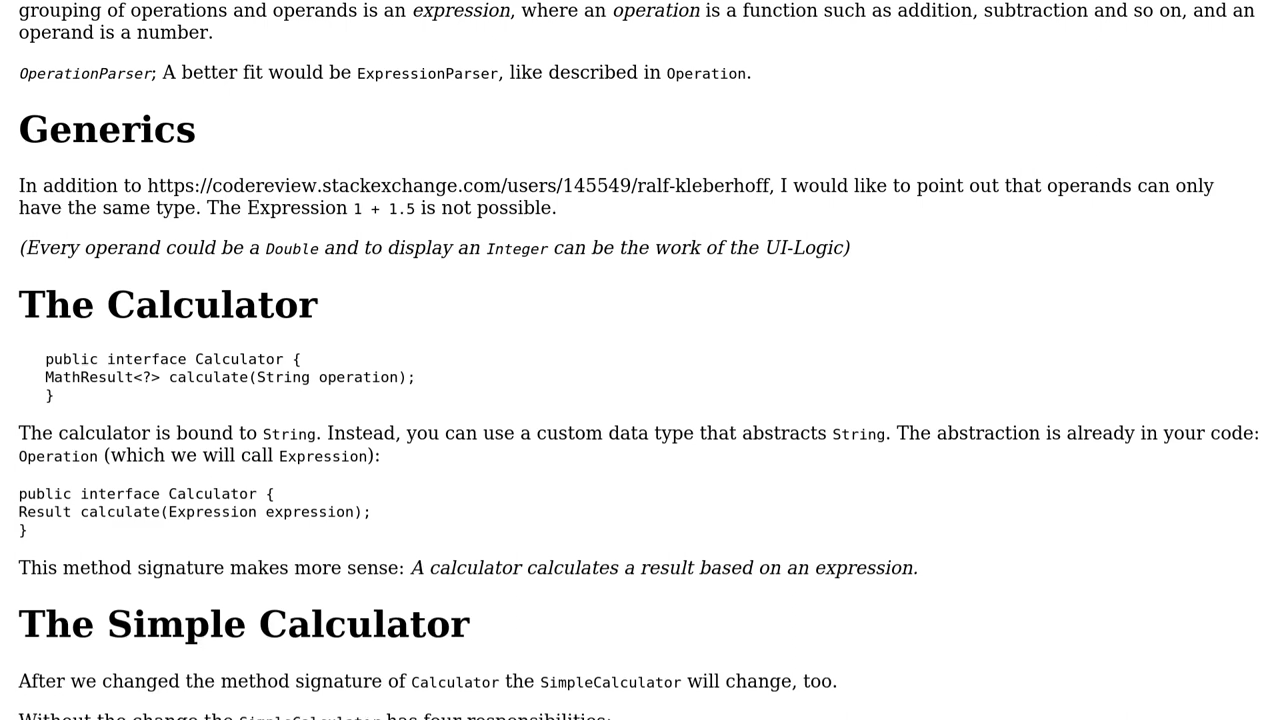 grouping of operations and operands is an expression, where an operation is a function such as addition, subtraction and so on, and an
operand is a number.
OperationParser; A better fit would be ExpressionParser, like described in Operation.
Generics
In addition to https://codereview.stackexchange.com/users/145549/ralf-kleberhoff, I would like to point out that operands can only
have the same type. The Expression 1 + 1.5 is not possible.
(Every operand could be a Double and to display an Integer can be the work of the UI-Logic)
The Calculator
public interface Calculator {
MathResult<?> calculate(String operation);
}
The calculator is bound to String. Instead, you can use a custom data type that abstracts String. The abstraction is already in your code:
Operation (which we will call Expression):
public interface Calculator {
Result calculate(Expression expression);
}
This method signature makes more sense: A calculator calculates a result based on an expression.
The Simple Calculator
After we changed the method signature of Calculator the SimpleCalculator will change, too.
Without the change the SimpleCalculator has four responsibilities: